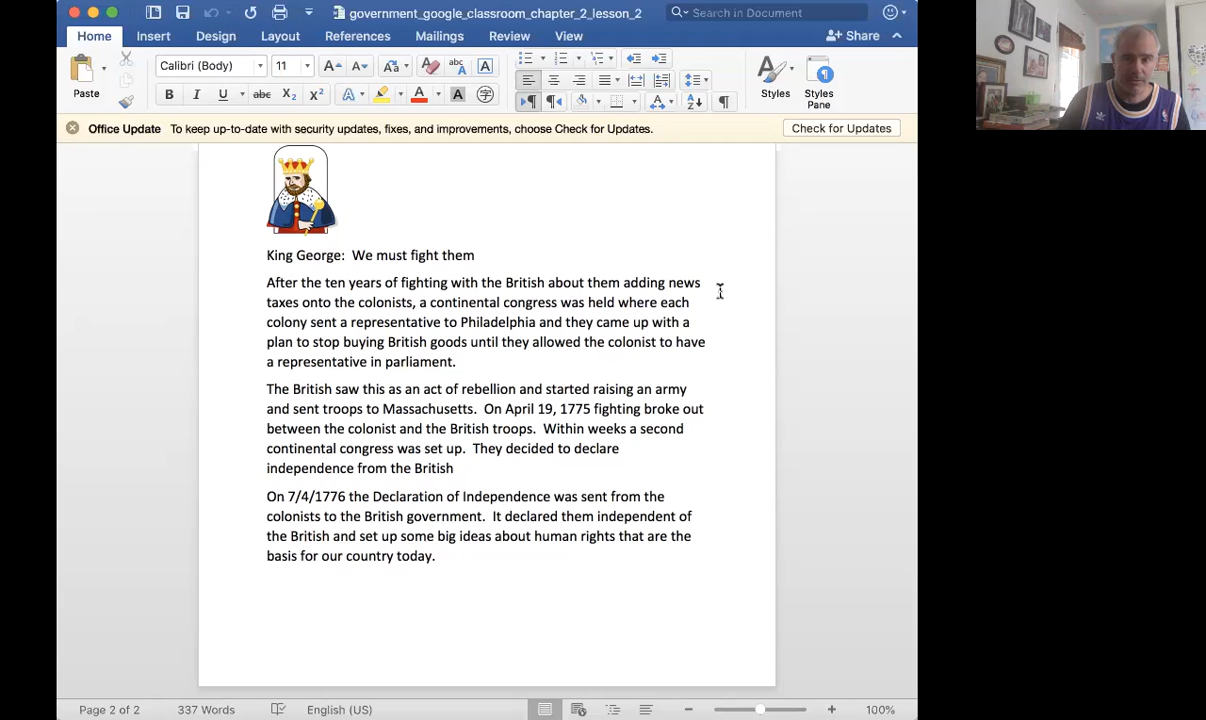 government_google_classroom_chapter_2_lesson_2
Search in Document
Home Insert Design Layout References Mailings Review View Share
Paste Calibri (Body) 11 Styles Styles Pane
Office Update To keep up-to-date with security updates, fixes, and improvements, choose Check for Updates. Check for Updates
King George: We must fight them
After the ten years of fighting with the British about them adding news
taxes onto the colonists, a continental congress was held where each
colony sent a representative to Philadelphia and they came up with a
plan to stop buying British goods until they allowed the colonist to have
a representative in parliament.
The British saw this as an act of rebellion and started raising an army
and sent troops to Massachusetts. On April 19, 1775 fighting broke out
between the colonist and the British troops. Within weeks a second
continental congress was set up. They decided to declare
independence from the British
On 7/4/1776 the Declaration of Independence was sent from the
colonists to the British government. It declared them independent of
the British and set up some big ideas about human rights that are the
basis for our country today.
Page 2 of 2 337 Words English (US) 100%